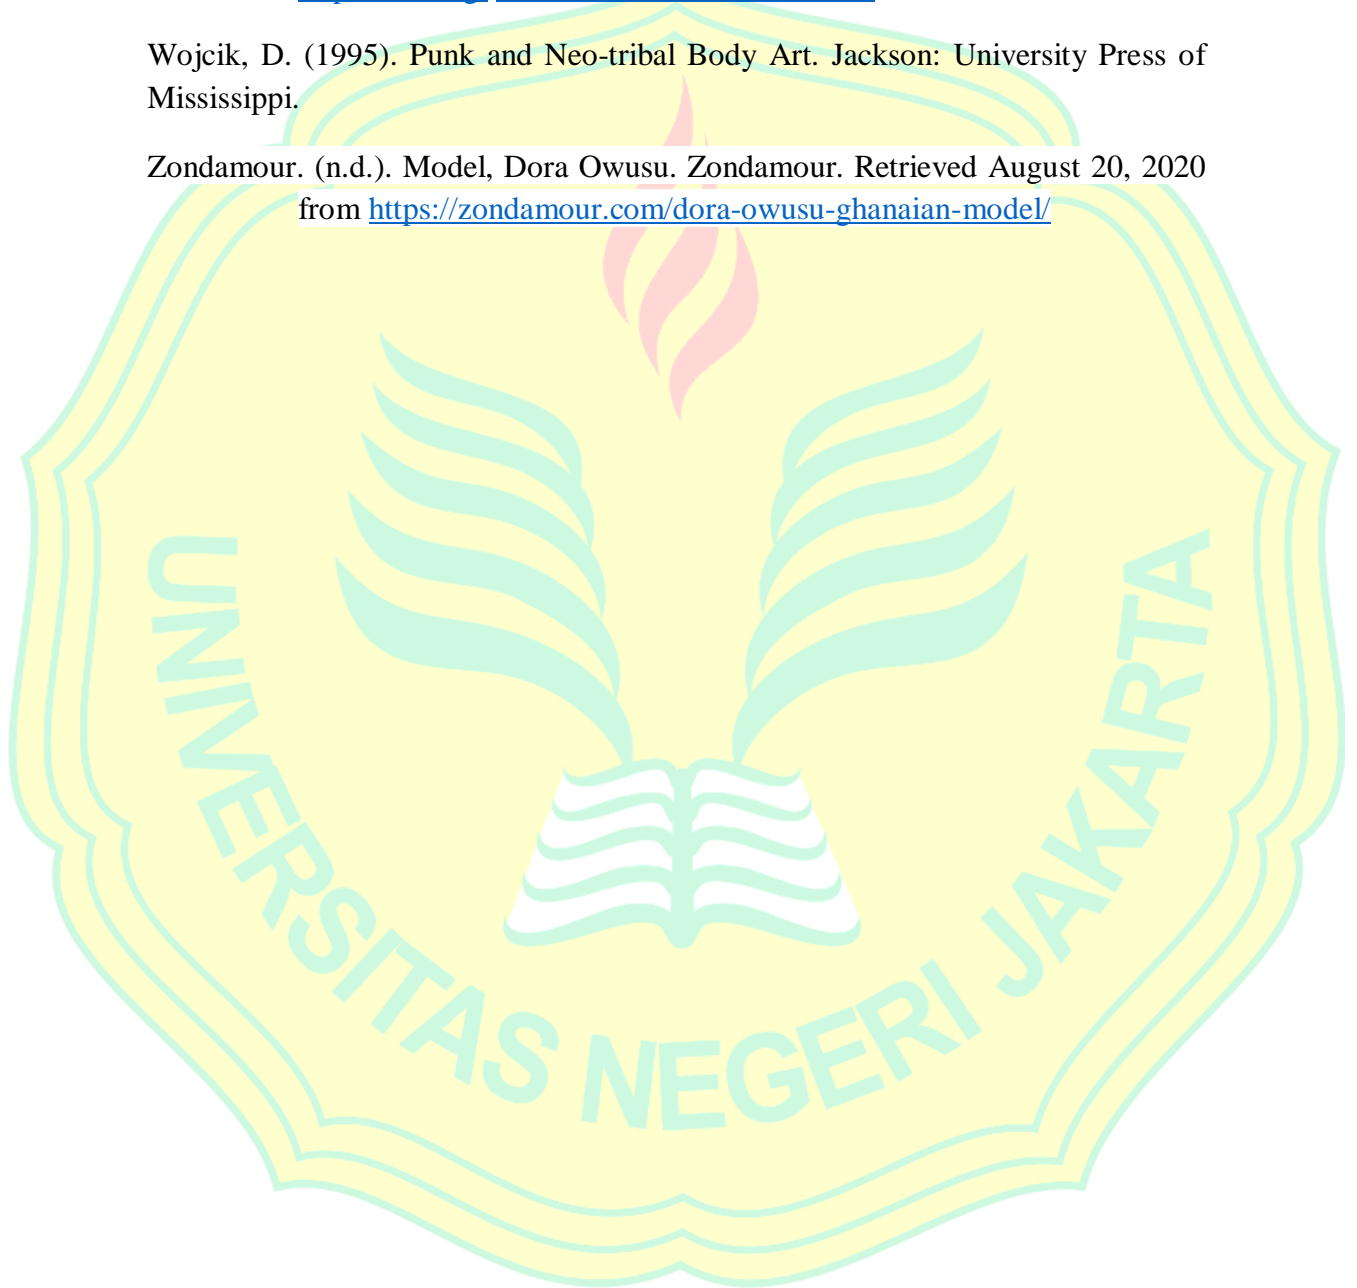 Wojcik, D. (1995). Punk and Neo-tribal Body Art. Jackson: University Press of
Mississippi.
Zondamour. (n.d.). Model, Dora Owusu. Zondamour. Retrieved August 20, 2020
from https://zondamour.com/dora-owusu-ghanaian-model/
UNIVERSITAS NEGERI JAKARTA